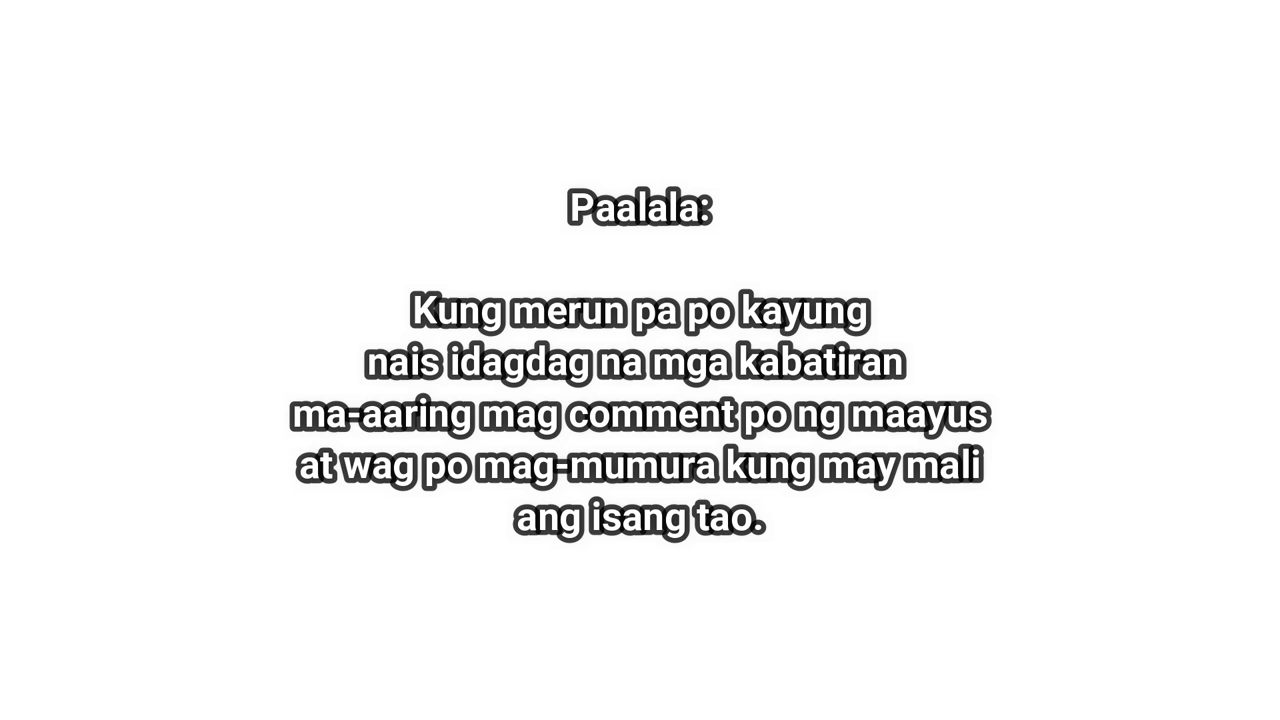 Paalala:
Kung merun pa po kayung
nais idagdag na mga kabatiran
ma-aaring mag comment po ng maayus
at wag po mag-mumura kung may mali
ang isang tao.